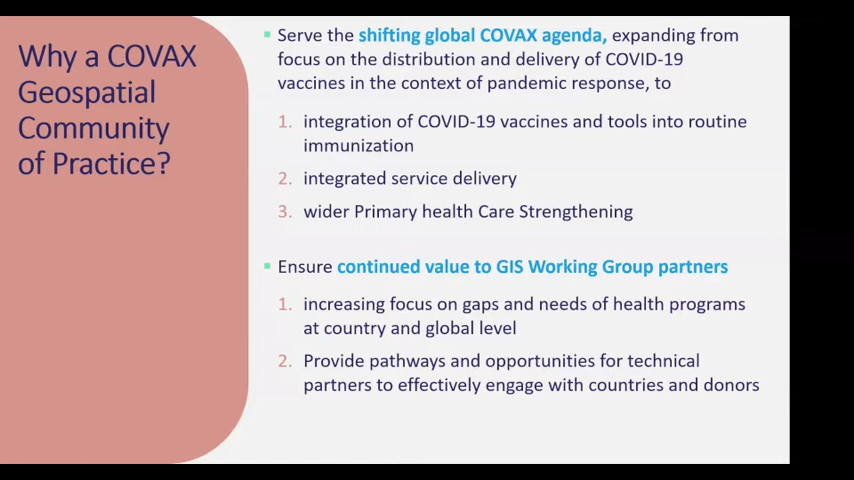 Why a COVAX
Geospatial
Community
of Practice?
Serve the shifting global COVAX agenda, expanding from
focus on the distribution and delivery of COVID-19
vaccines in the context of pandemic response, to
1. integration of COVID-19 vaccines and tools into routine
immunization
2. integrated service delivery
3. wider Primary health Care Strengthening
Ensure continued value to GIS Working Group partners
1. increasing focus on gaps and needs of health programs
at country and global level
2. Provide pathways and opportunities for technical
partners to effectively engage with countries and donors